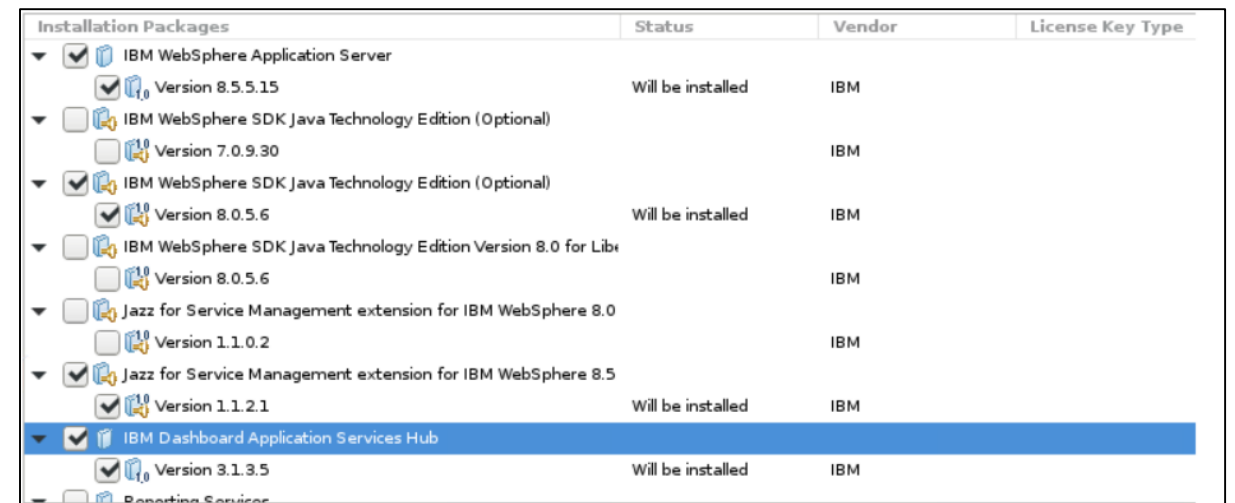 Installation Packages Status Vendor License Key Type
IBM WebSphere Application Server
Version 8.5.5.15 Will be installed IBM
IBM WebSphere SDK Java Technology Edition (Optional)
Version 7.0.9.30 IBM
IBM WebSphere SDK Java Technology Edition (Optional)
Version 8.0.5.6 Will be installed IBM
IBM WebSphere SDK Java Technology Edition Version 8.0 for Libe
Version 8.0.5.6 IBM
Jazz for Service Management extension for IBM WebSphere 8.0
Version 1.1.0.2 IBM
Jazz for Service Management extension for IBM WebSphere 8.5
Version 1.1.2.1 Will be installed IBM
IBM Dashboard Application Services Hub
Version 3.1.3.5 Will be installed IBM
Reporting Services